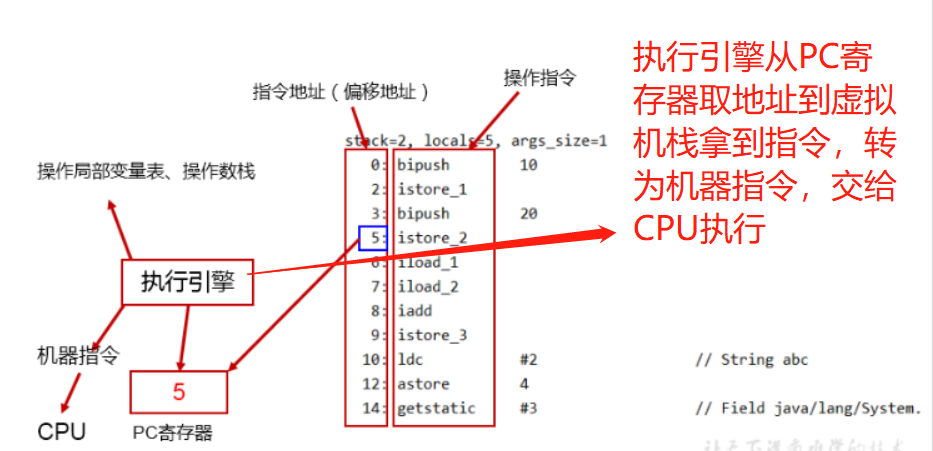 执行引擎从PC寄
存器取地址到虚拟
机栈拿到指令，转
为机器指令，交给
CPU执行
操作指令
指令地址（偏移地址）
stack=2, locals=5, args_size=1
0: bipush 10
2: istore_1
3: bipush 20
5: istore_2
6: iload_1
7: iload_2
8: iadd
9: istore_3
10: ldc #2 // String abc
12: astore 4
14: getstatic #3 // Field java/lang/System.
操作局部变量表、操作数栈
执行引擎
机器指令
5
CPU
PC寄存器